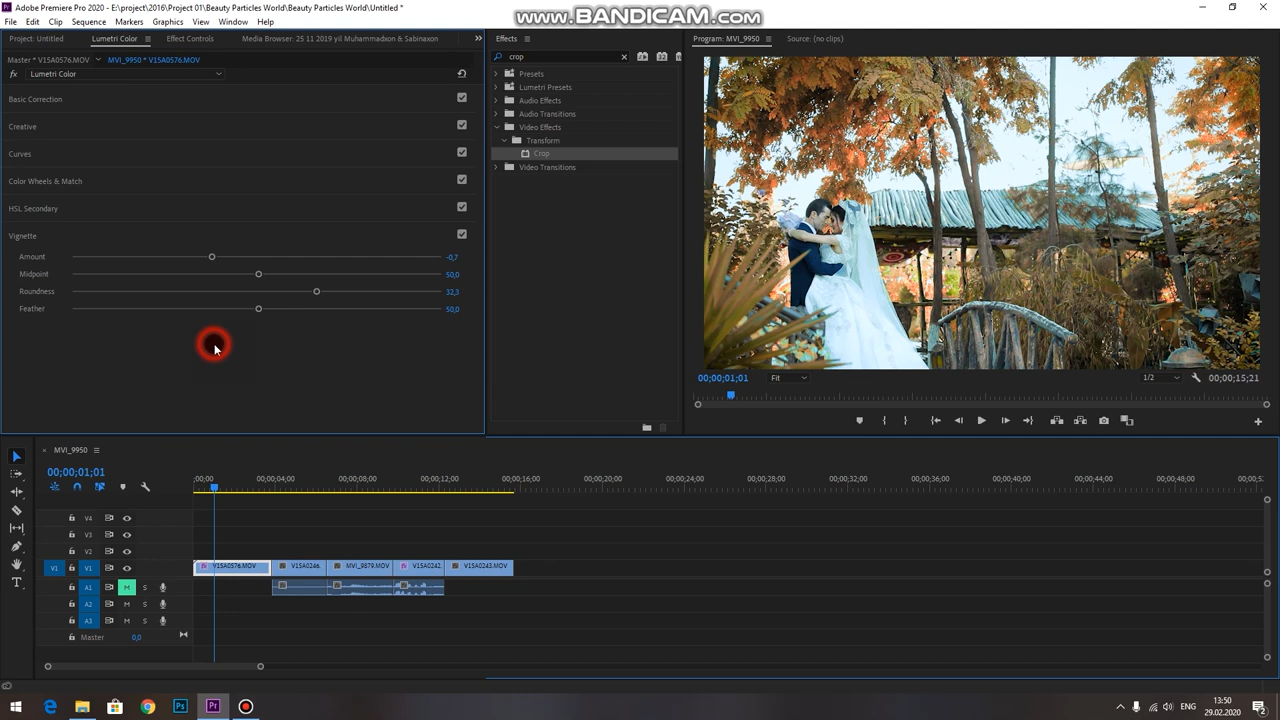 Adobe Premiere Pro 2020 - E:\project\2016\Project 01\Beauty Particles World\Beauty Particles World\Untitled *
www.BANDICAM.com
File Edit Clip Sequence Markers Graphics View Window Help
Project: Untitled Lumetri Color Effect Controls Media Browser: 25 11 2019 yil Muhammadxon & Sabinaxon
Effects
Program: MVI_9950 Source: (no clips)
Master * V15A0576.MOV MVI_9950 * V15A0576.MOV
crop
fx Lumetri Color
Presets
Lumetri Presets
Basic Correction
Audio Effects
Audio Transitions
Creative
Video Effects
Transform
Curves
Crop
Video Transitions
Color Wheels & Match
HSL Secondary
Vignette
Amount -0,7
Midpoint 50,0
Roundness 32,3
Feather 50,0
00;00;01;01 Fit 1/2 00;00;15;21
MVI_9950
00;00;01;01
;00;00 00;00;04;00 00;00;08;00 00;00;12;00 00;00;16;00 00;00;20;00 00;00;24;00 00;00;28;00 00;00;32;00 00;00;36;00 00;01;40;00 00;00;44;00 00;00;48;00 00;00;5
V4
V3
V2
V1 V1 V15A0576.MOV V15A0246. MVI_9879.MOV V15A0242. V15A0243.MOV
A1 M S
A2 M S
A3 M S
Master 0,0
Ps Pr ENG 13:50
29.02.2020
2